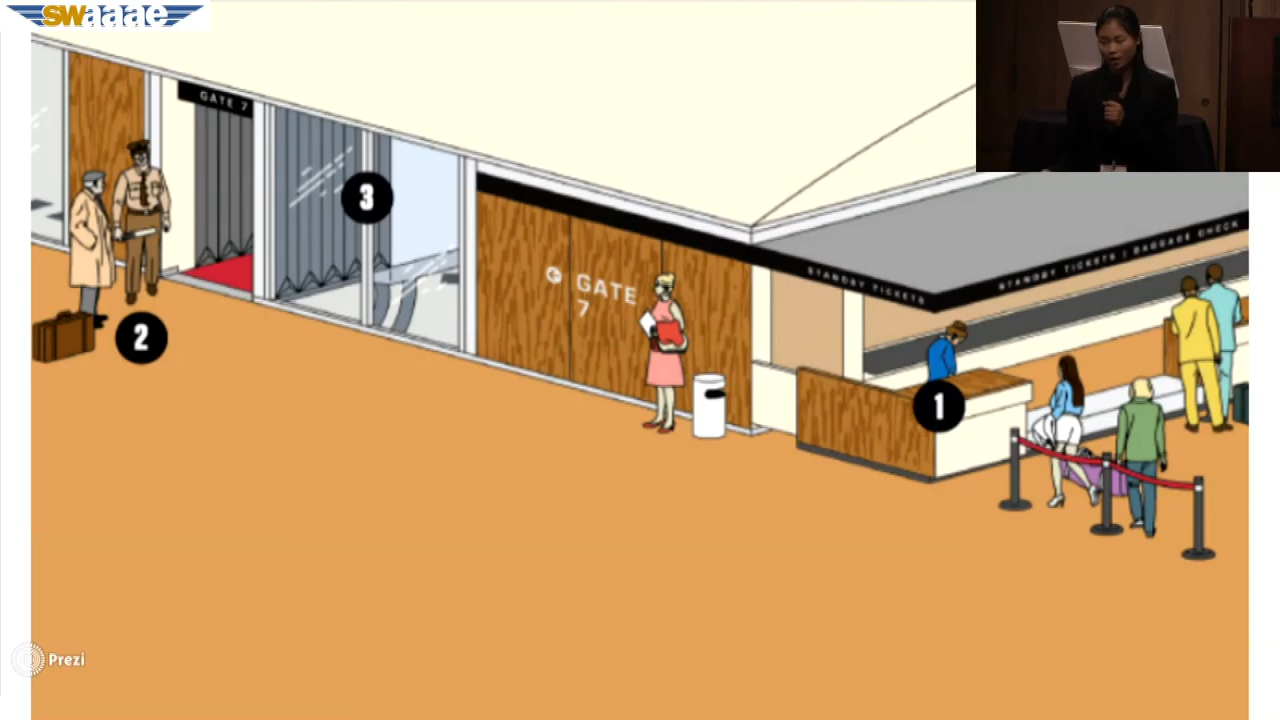 swaaae
GATE 7
3
GATE
7
STANDBY TICKETS
STANDBY TICKETS | BAGGAGE CHECK
2
1
Prezi